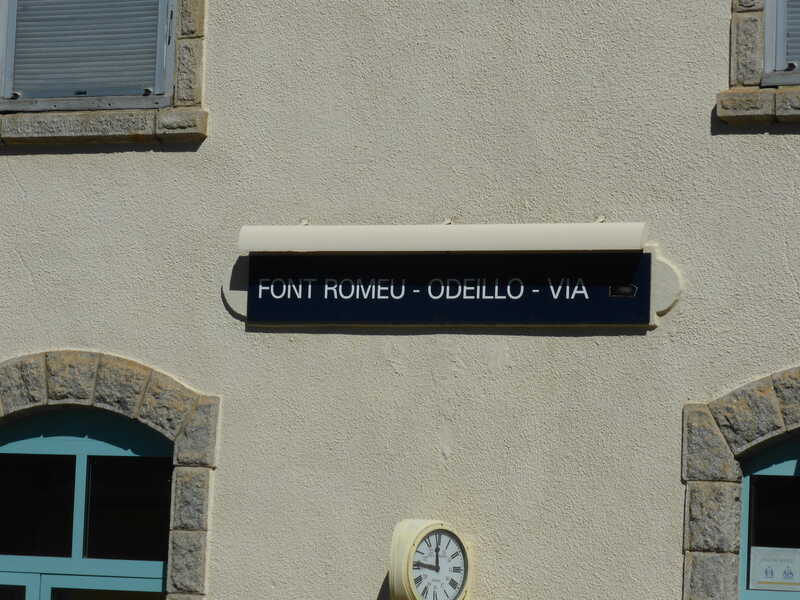 FONT ROMEU - ODEILLO - VIA